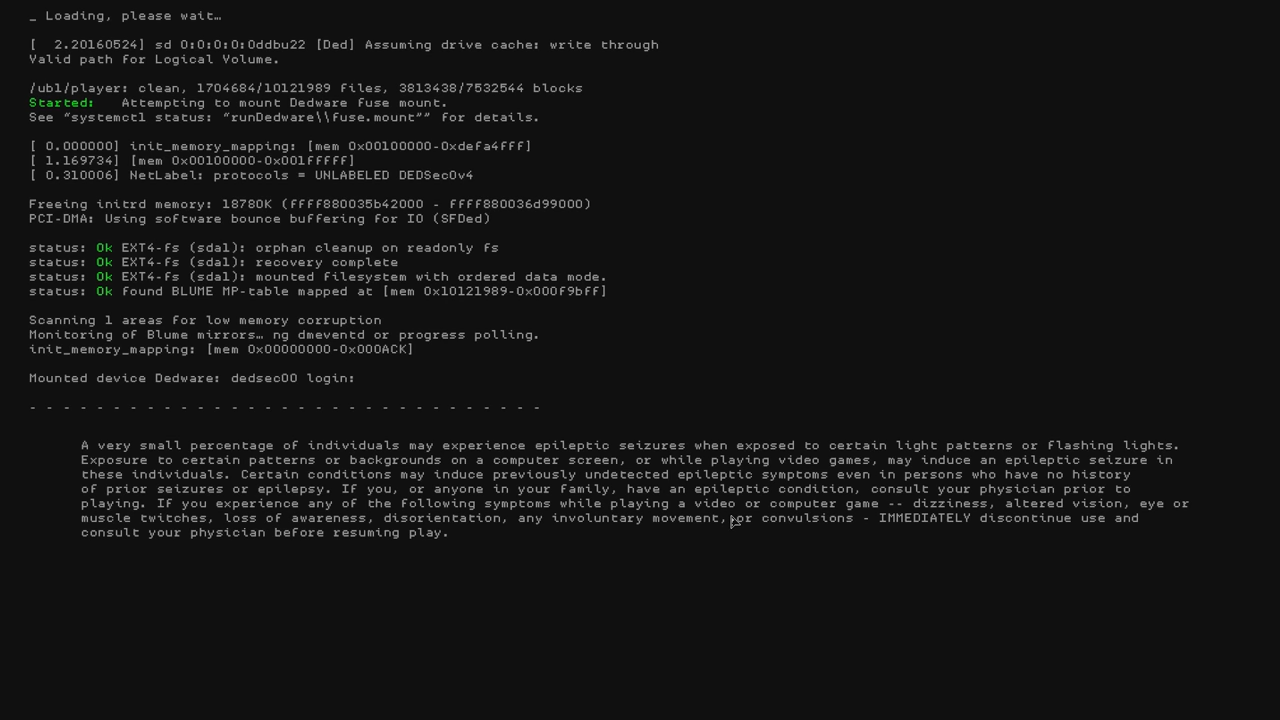 _ Loading, please wait…
[  2.20160524] sd 0:0:0:0:0ddbu22 [Ded] Assuming drive cache: write through
Valid path for Logical Volume.
/ubl/player: clean, 1704684/10121989 files, 3813438/7532544 blocks
Started:   Attempting to mount Dedware fuse mount.
See “systemctl status: “runDedware\\fuse.mount”” for details.
[ 0.000000] init_memory_mapping: [mem 0x00100000-0xdefa4fff]
[ 1.169734] [mem 0x00100000-0x001fffff]
[ 0.310006] NetLabel: protocols = UNLABELED DEDSec0v4
Freeing initrd memory: 18780K (ffff880035b42000 - ffff880036d99000)
PCI-DMA: Using software bounce buffering for IO (SFDed)
status: Ok EXT4-fs (sda1): orphan cleanup on readonly fs
status: Ok EXT4-fs (sda1): recovery complete
status: Ok EXT4-fs (sda1): mounted filesystem with ordered data mode.
status: Ok found BLUME MP-table mapped at [mem 0x10121989-0x000f9bff]
Scanning 1 areas for low memory corruption
Monitoring of Blume mirrors… ng dmeventd or progress polling.
init_memory_mapping: [mem 0x00000000-0x000ACK]
Mounted device Dedware: dedsec00 login:
- - - - - - - - - - - - - - - - - - - - - - - - - - - - - - -
A very small percentage of individuals may experience epileptic seizures when exposed to certain light patterns or flashing lights.
Exposure to certain patterns or backgrounds on a computer screen, or while playing video games, may induce an epileptic seizure in
these individuals. Certain conditions may induce previously undetected epileptic symptoms even in persons who have no history
of prior seizures or epilepsy. If you, or anyone in your family, have an epileptic condition, consult your physician prior to
playing. If you experience any of the following symptoms while playing a video or computer game -- dizziness, altered vision, eye or
muscle twitches, loss of awareness, disorientation, any involuntary movement, or convulsions - IMMEDIATELY discontinue use and
consult your physician before resuming play.